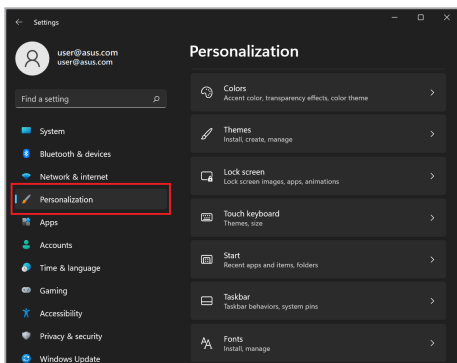 Settings
user@asus.com
user@asus.com
Find a setting
System
Bluetooth & devices
Network & internet
Personalization
Apps
Accounts
Time & language
Gaming
Accessibility
Privacy & security
Windows Update
Personalization
Colors
Accent color, transparency effects, color theme
Themes
Install, create, manage
Lock screen
Lock screen images, apps, animations
Touch keyboard
Themes, size
Start
Recent apps and items, folders
Taskbar
Taskbar behaviors, system pins
Fonts
Install, manage